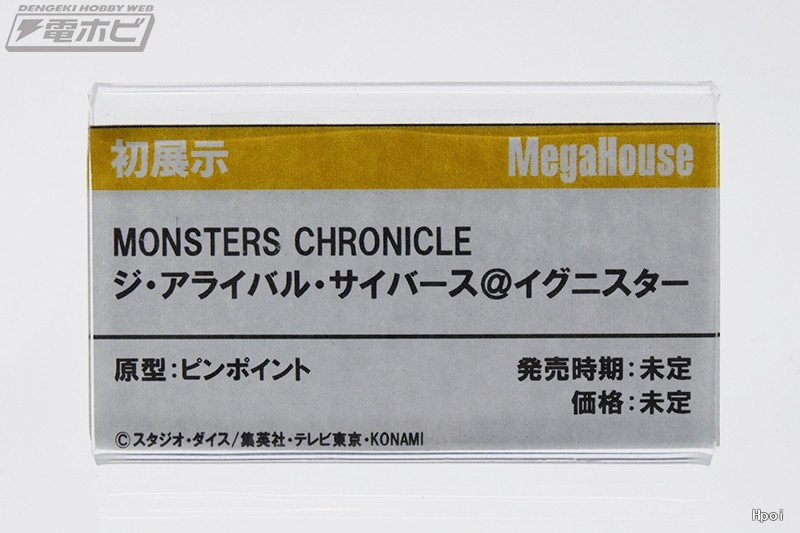 DENGEKI HOBBY WEB
電ホビ
初展示
MegaHouse
MONSTERS CHRONICLE
ジ・アライバル・サイバース@イグニスター
原型:ピンポイント
発売時期:未定
価格:未定
©スタジオ・ダイス/集英社・テレビ東京・KONAMI
Hpoi